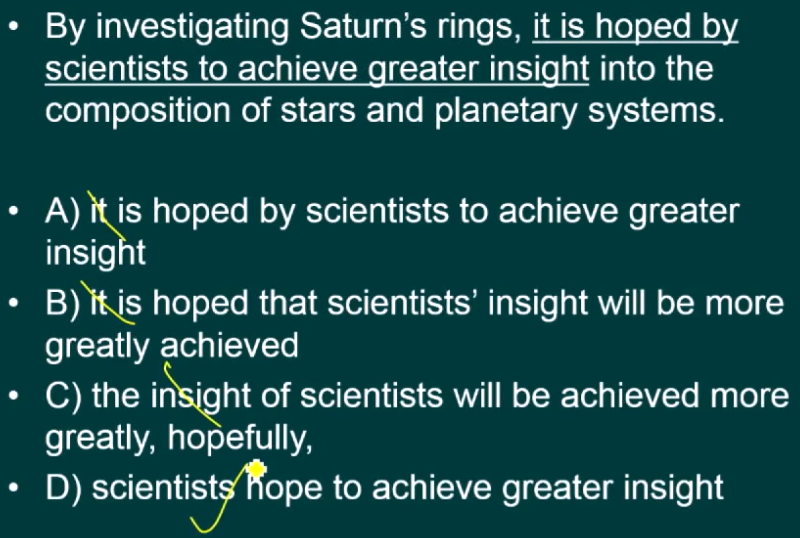 • By investigating Saturn’s rings, it is hoped by
scientists to achieve greater insight into the
composition of stars and planetary systems.
• A) it is hoped by scientists to achieve greater
insight
• B) it is hoped that scientists’ insight will be more
greatly achieved
• C) the insight of scientists will be achieved more
greatly, hopefully,
• D) scientists hope to achieve greater insight